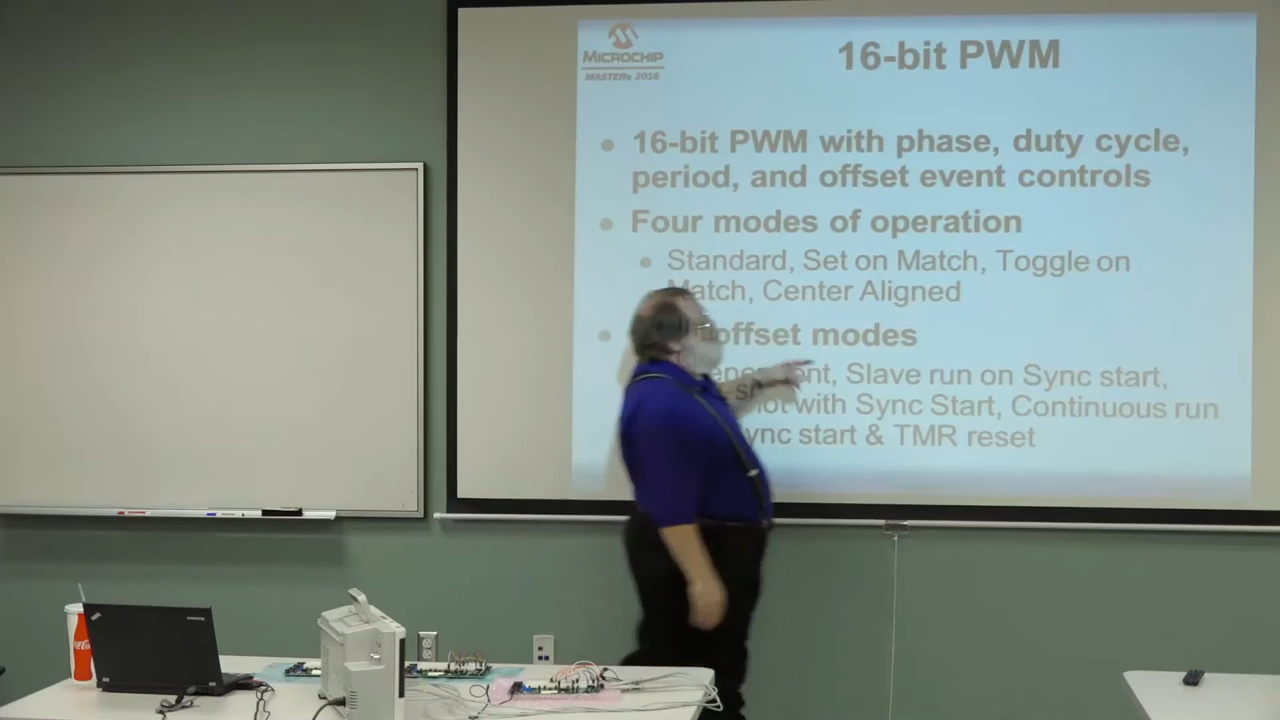 MICROCHIP
MASTERs 2016
16-bit PWM
16-bit PWM with phase, duty cycle,
period, and offset event controls
Four modes of operation
Standard, Set on Match, Toggle on
Match, Center Aligned
offset modes
Slave run on Sync start,
with Sync Start, Continuous run
start & TMR reset
Coca-Cola